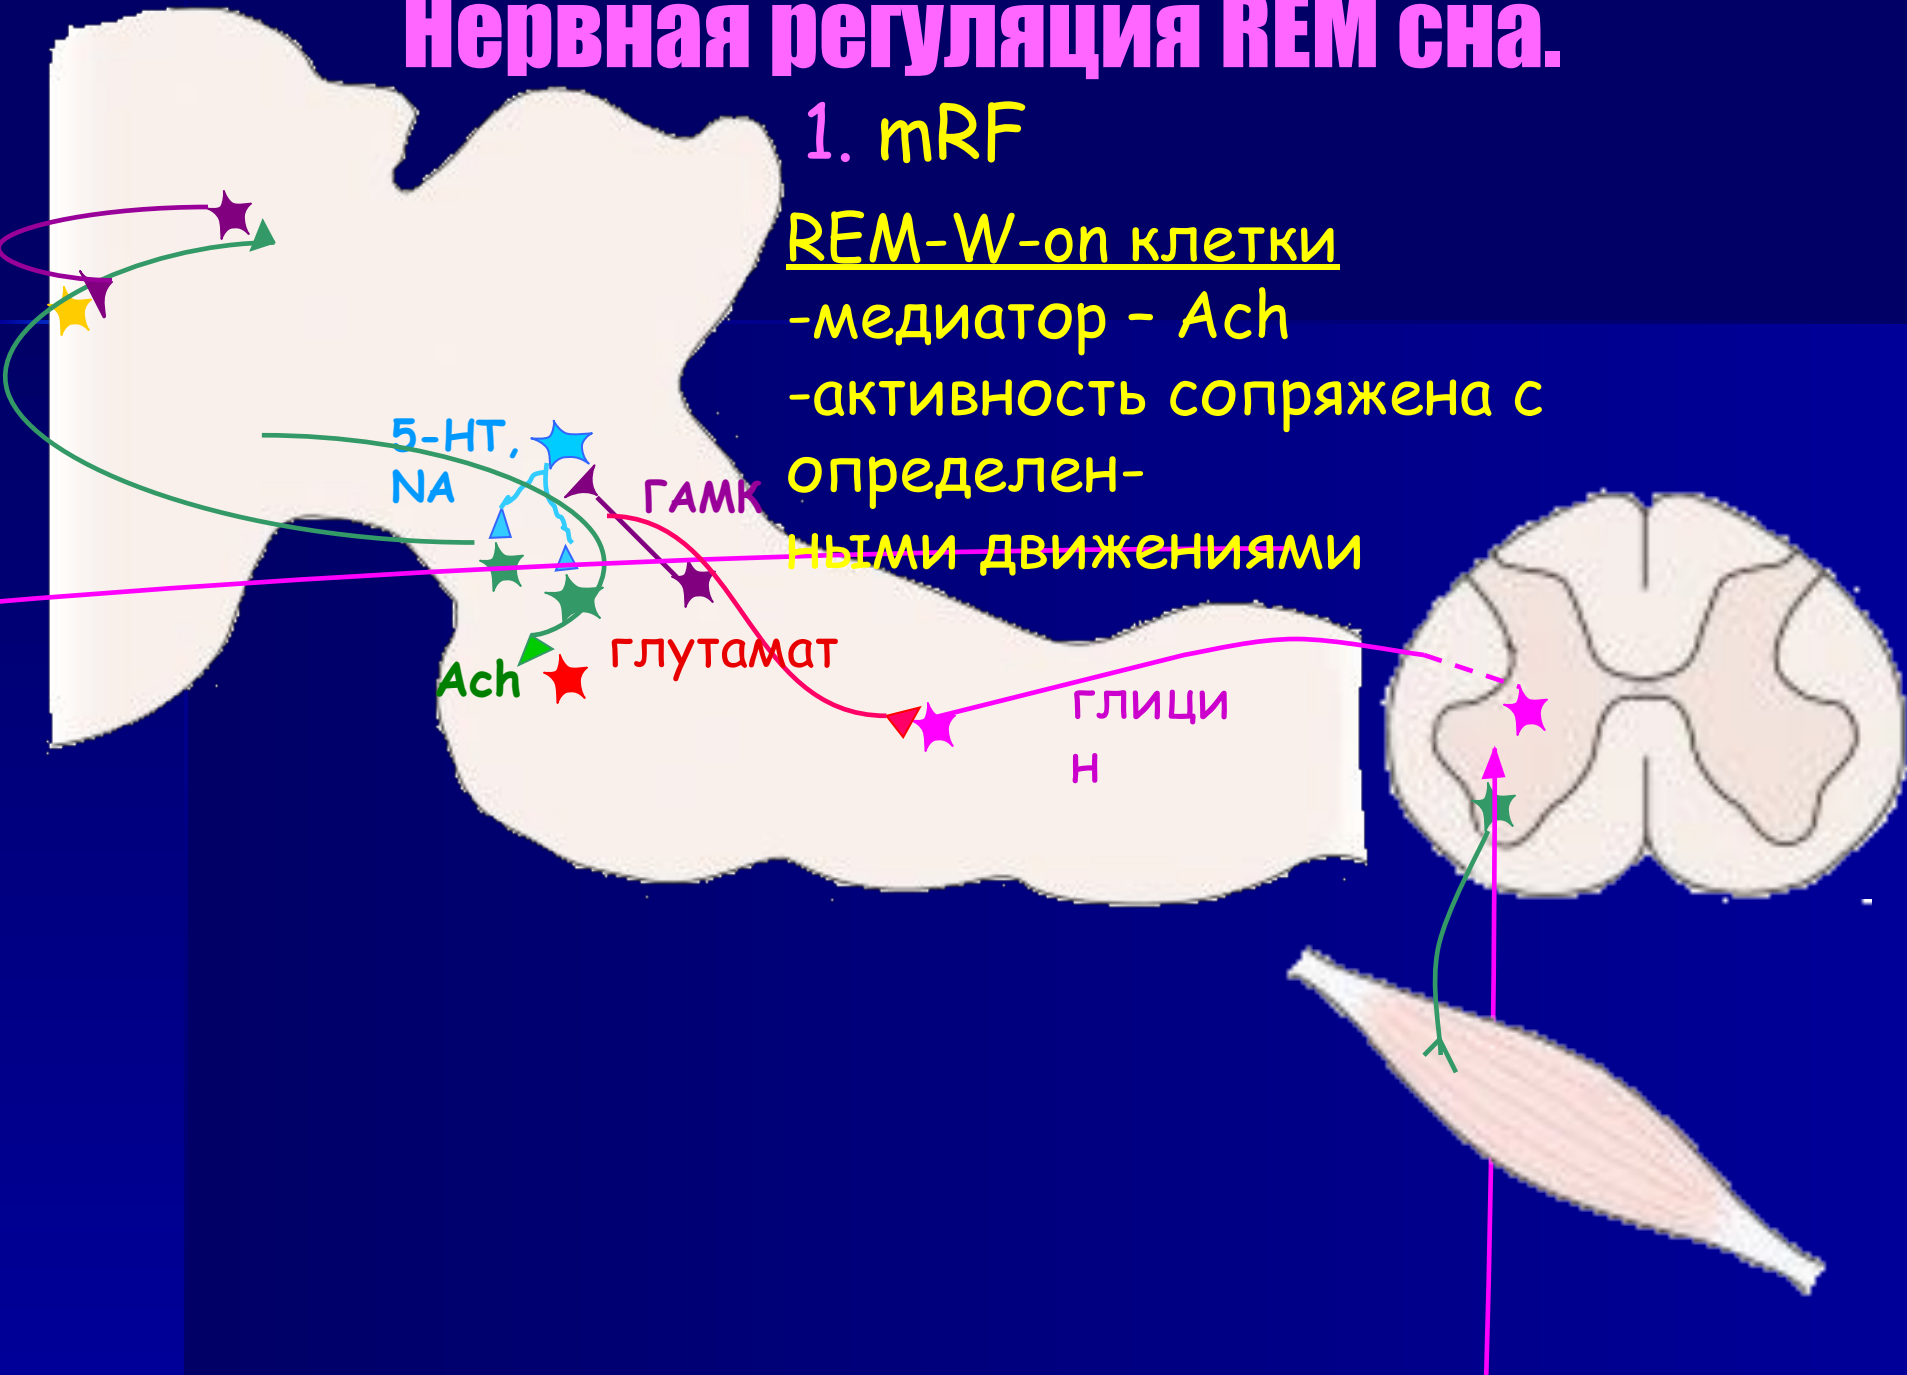 Нервная регуляция REM сна.
1. mRF
REM-W-on клетки
-медиатор – Ach
-активность сопряжена с
определен-
ными движениями
5-НТ,
NA
ГАМК
глутамат
Ach
глици
н